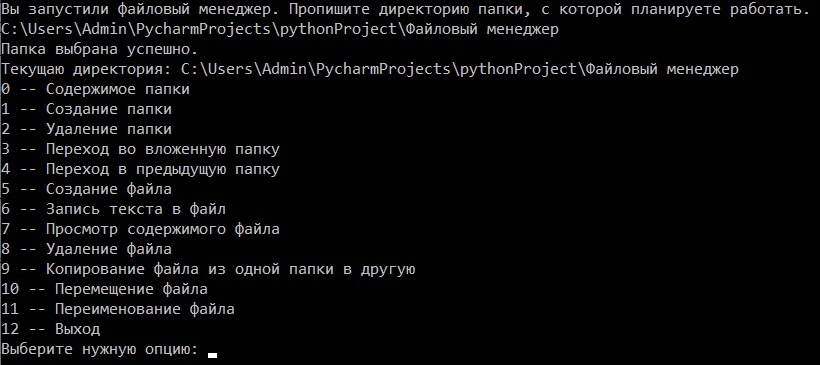 Вы запустили файловый менеджер. Пропишите директорию папки, с которой планируете работать.
C:\Users\Admin\PycharmProjects\pythonProject\Файловый менеджер
Папка выбрана успешно.
Текущаю директория: C:\Users\Admin\PycharmProjects\pythonProject\Файловый менеджер
0 -- Содержимое папки
1 -- Создание папки
2 -- Удаление папки
3 -- Переход во вложенную папку
4 -- Переход в предыдущую папку
5 -- Создание файла
6 -- Запись текста в файл
7 -- Просмотр содержимого файла
8 -- Удаление файла
9 -- Копирование файла из одной папки в другую
10 -- Перемещение файла
11 -- Переименование файла
12 -- Выход
Выберите нужную опцию: